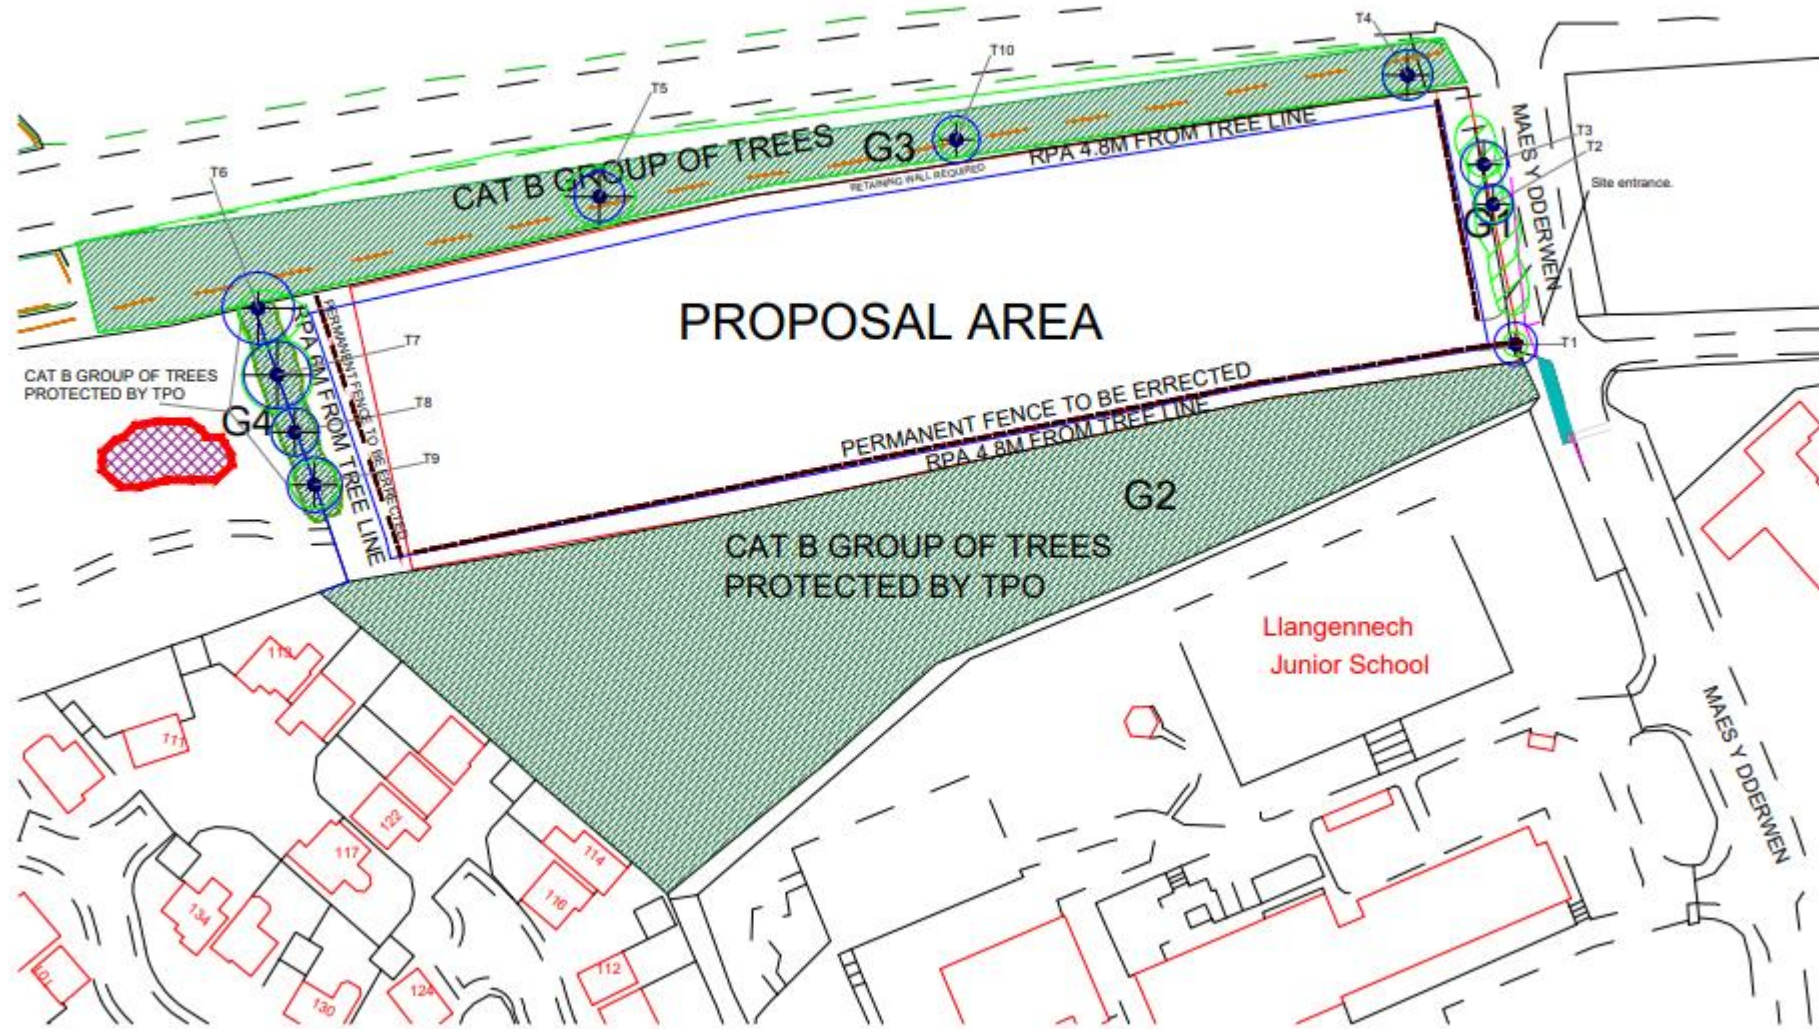 T4
T10
T5
T3
T2
T6
CAT B GROUP OF TREES
G3
RPA 4.8M FROM TREE LINE
RETAINING WALL REQUIRED
MAES Y DDERWEN
Site entrance.
G1
PROPOSAL AREA
T1
T7
T8
T9
CAT B GROUP OF TREES
PROTECTED BY TPO
G4
RPA 6M FROM TREE LINE
PERMANENT FENCE TO BE ERRECTED
PERMANENT FENCE TO BE ERRECTED
RPA 4.8M FROM TREE LINE
G2
CAT B GROUP OF TREES
PROTECTED BY TPO
Llangennech
Junior School
MAES Y DDERWEN
113
111
122
117
114
116
134
112
101
130
124